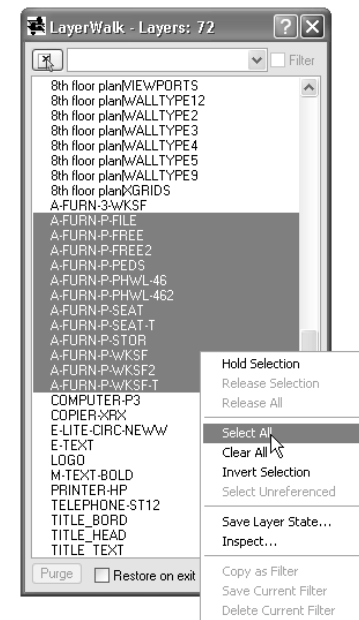 LayerWalk - Layers: 72
Filter
8th floor plan|VIEWPORTS
8th floor plan|WALLTYPE12
8th floor plan|WALLTYPE2
8th floor plan|WALLTYPE3
8th floor plan|WALLTYPE4
8th floor plan|WALLTYPE5
8th floor plan|WALLTYPE9
8th floor plan|XGRIDS
A-FURN-3-WKSF
A-FURN-P-FILE
A-FURN-P-FREE
A-FURN-P-FREE2
A-FURN-P-PEDS
A-FURN-P-PHWL-46
A-FURN-P-PHWL-462
A-FURN-P-SEAT
A-FURN-P-SEAT-T
A-FURN-P-STOR
A-FURN-P-WKSF
A-FURN-P-WKSF2
A-FURN-P-WKSF-T
COMPUTER-P3
COPIER-XRX
E-LITE-CIRC-NEWW
E-TEXT
LOGO
M-TEXT-BOLD
PRINTER-HP
TELEPHONE-ST12
TITLE_BORD
TITLE_HEAD
TITLE_TEXT
Purge
Restore on exit
Hold Selection
Release Selection
Release All
Select All
Clear All
Invert Selection
Select Unreferenced
Save Layer State...
Inspect...
Copy as Filter
Save Current Filter
Delete Current Filter